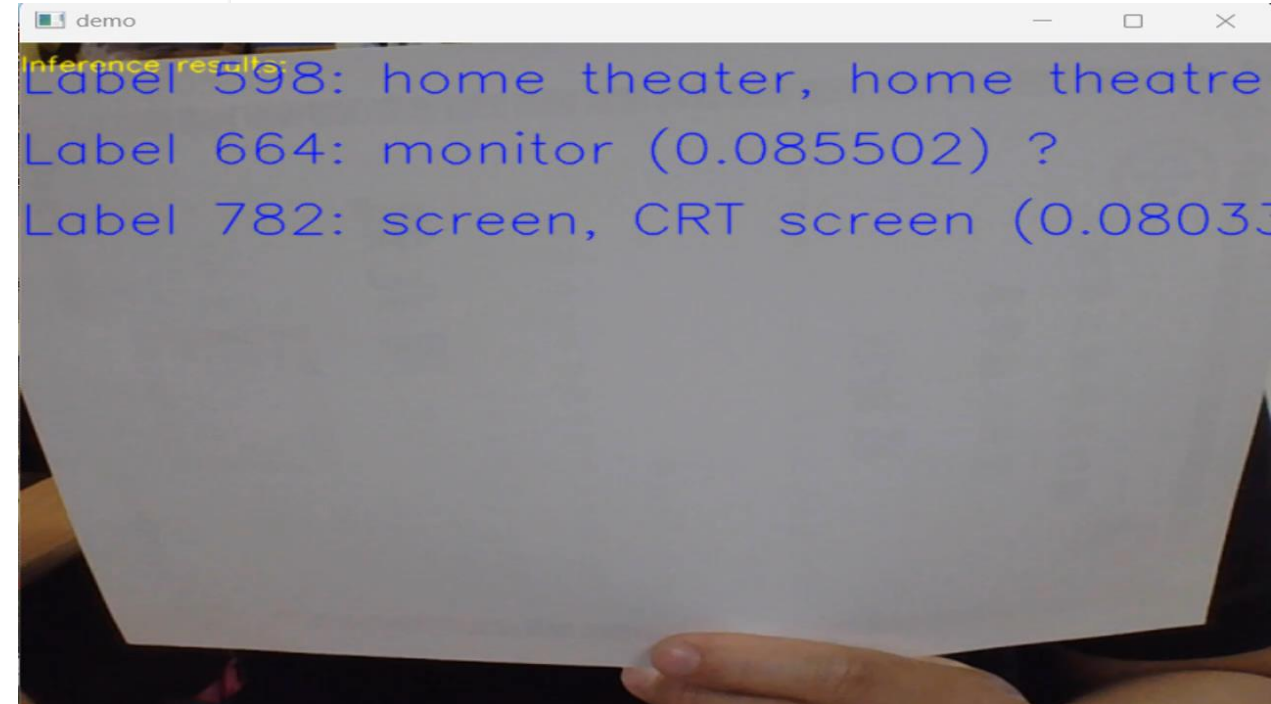 demo
Inference results:
Label 598: home theater, home theatre
Label 664: monitor (0.085502) ?
Label 782: screen, CRT screen (0.08033